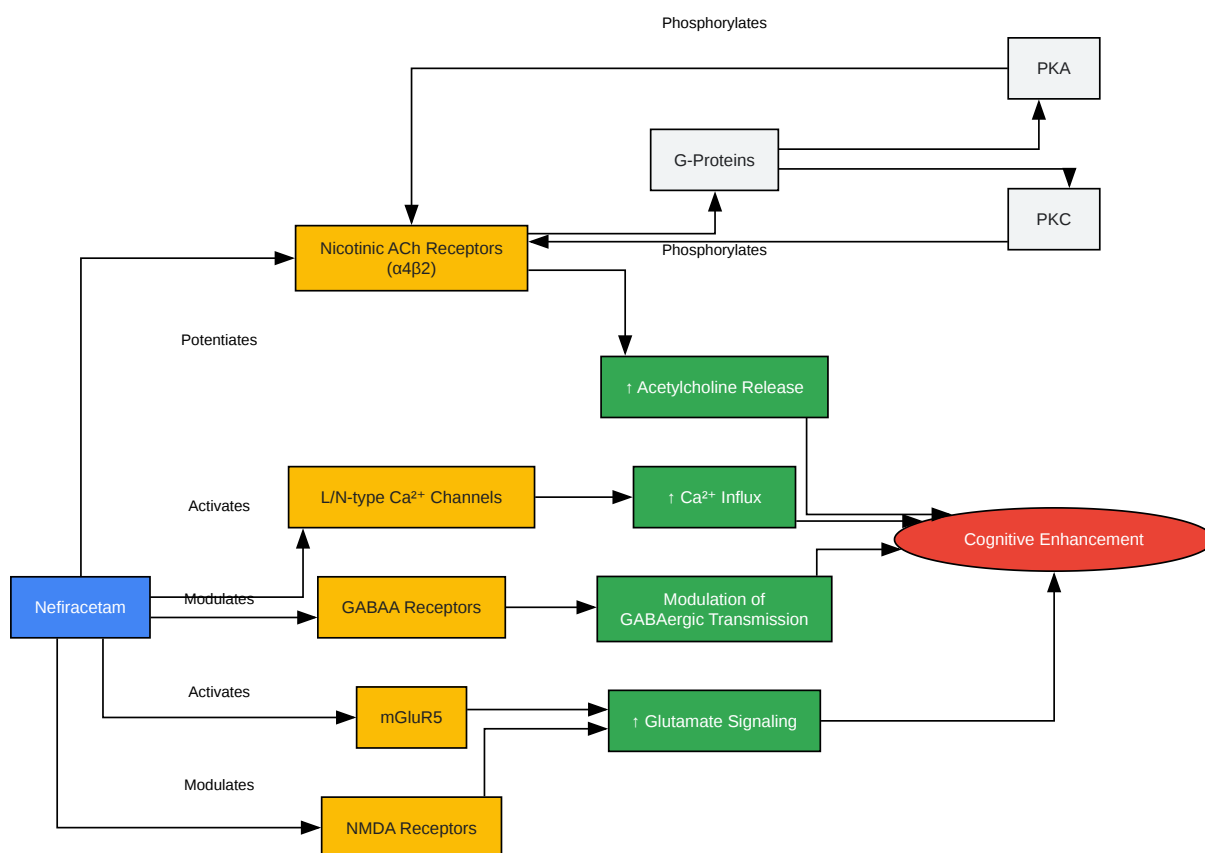 Phosphorylates
PKA
G-Proteins
PKC
Nicotinic ACh Receptors
(α4β2)
Phosphorylates
Potentiates
↑ Acetylcholine Release
Activates
L/N-type Ca²⁺ Channels
↑ Ca²⁺ Influx
Cognitive Enhancement
Nefiracetam
Modulates
GABAA Receptors
Modulation of
GABAergic Transmission
Activates
mGluR5
↑ Glutamate Signaling
Modulates
NMDA Receptors